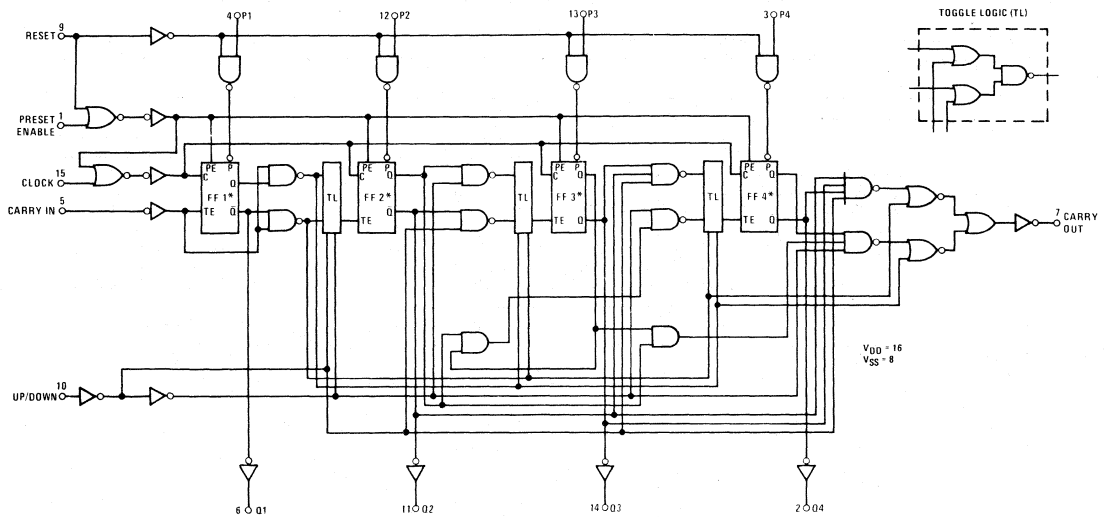 TOGGLE LOGIC (TL)
4 P1
12 P2
13 P3
3 P4
RESET 9
PRESET ENABLE 1
CLOCK 15
CARRY IN 5
UP/DOWN 10
PE P
C Q
FF 1*
TE Q̅
TL
PE P
C Q
FF 2*
TE Q̅
TL
PE P
C Q
FF 3*
TE Q
TL
PE P
C Q
FF 4*
TE Q
7 CARRY OUT
VDD = 16
VSS = 8
6 Q1
11 Q2
14 Q3
2 Q4